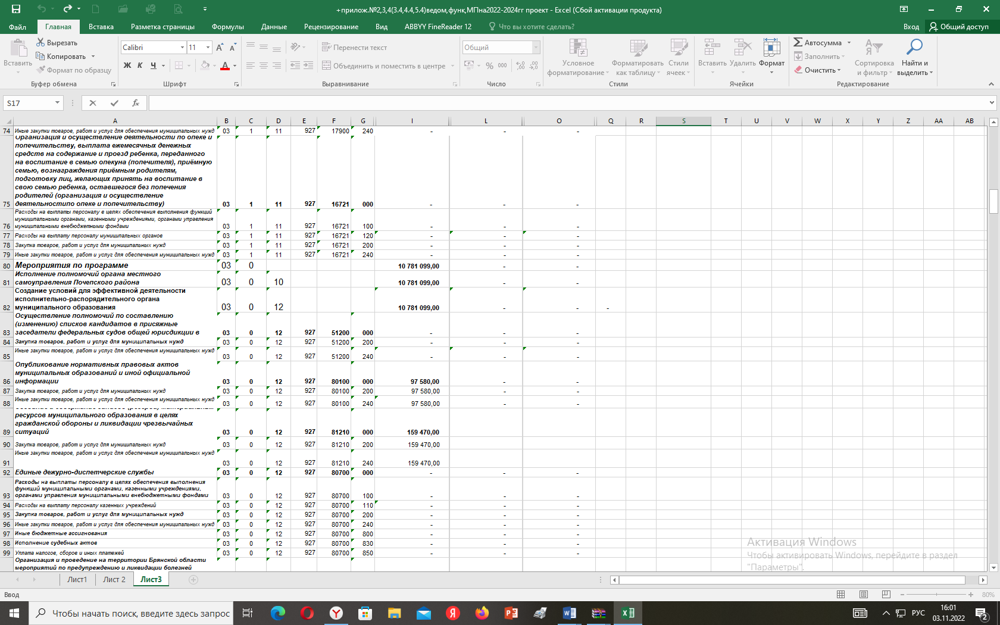 +прилож.№2,3,4(3.4,4.4,5.4)ведом,функ,МПна2022-2024гг проект - Excel (Сбой активации продукта)
Файл Главная Вставка Разметка страницы Формулы Данные Рецензирование Вид ABBYY FineReader 12 Что вы хотите сделать? Вход Общий доступ
Вставить Вырезать Копировать Формат по образцу Буфер обмена
Calibri 11 Ж К Ч А Шрифт
Перенести текст Объединить и поместить в центре Выравнивание
Общий % 000 Число
Условное форматирование Форматировать как таблицу Стили ячеек Стили
Вставить Удалить Формат Ячейки
Автосумма Заполнить Очистить Сортировка и фильтр Найти и выделить Редактирование
S17 fx
A B C D E F G I L O Q R S T U V W X Y Z AA AB
74 Иные закупки товаров, работ и услуг для обеспечения муниципальных нужд 03 1 11 927 17900 240 - - -
Организация и осуществление деятельности по опеке и
попечительству, выплата ежемесячных денежных
средств на содержание и проезд ребенка, переданного
на воспитание в семью опекуна (попечителя), приёмную
семью, вознаграждения приёмным родителям,
подготовку лиц, желающих принять на воспитание в
свою семью ребенка, оставшегося без попечения
родителей (организация и осуществление
75 деятельностипо опеке и попечительству) 03 1 11 927 16721 000 - - -
Расходы на выплаты персоналу в целях обеспечения выполнения функций
муниципальными органами, казенными учреждениями, органами управления
76 муниципальными внебюджетными фондами 03 1 11 927 16721 100 - - -
77 Расходы на выплату персоналу муниципальных органов 03 1 11 927 16721 120 - - -
78 Закупка товаров, работ и услуг для муниципальных нужд 03 1 11 927 16721 200 - - -
79 Иные закупки товаров, работ и услуг для обеспечения муниципальных нужд 03 1 11 927 16721 240 - - -
80 Мероприятия по программе 03 0 10 781 099,00 - -
Исполнение полномочий органа местного
81 самоуправления Почепского района 03 0 10 10 781 099,00 - -
Создание условий для эффективной деятельности
исполнительно-распорядительного органа
82 муниципального образования 03 0 12 10 781 099,00 - - -
Осуществление полномочий по составлению
(изменению) списков кандидатов в присяжные
83 заседатели федеральных судов общей юрисдикции в 03 0 12 927 51200 000 - - -
84 Закупка товаров, работ и услуг для муниципальных нужд 03 0 12 927 51200 200 - - -
Иные закупки товаров, работ и услуг для обеспечения муниципальных нужд
85 03 0 12 927 51200 240 - - -
Опубликование нормативных правовых актов
муниципальных образований и иной официальной
86 информации 03 0 12 927 80100 000 97 580,00 - -
87 Закупка товаров, работ и услуг для муниципальных нужд 03 0 12 927 80100 200 97 580,00 - -
Иные закупки товаров, работ и услуг для обеспечения муниципальных нужд
88 03 0 12 927 80100 240 97 580,00 - -
ресурсов муниципального образования в целях
гражданской обороны и ликвидации чрезвычайных
89 ситуаций 03 0 12 927 81210 000 159 470,00
90 Закупка товаров, работ и услуг для муниципальных нужд 03 0 12 927 81210 200 159 470,00
Иные закупки товаров, работ и услуг для обеспечения муниципальных нужд
91 03 0 12 927 81210 240 159 470,00
92 Единые дежурно-диспетчерские службы 03 0 12 927 80700 000 - - -
Расходы на выплаты персоналу в целях обеспечения выполнения
функций муниципальными органами, казенными учреждениями,
93 органами управления муниципальными внебюджетными фондами 03 0 12 927 80700 100 - - -
94 Расходы на выплату персоналу казенных учреждений 03 0 12 927 80700 110 - - -
95 Закупка товаров, работ и услуг для муниципальных нужд 03 0 12 927 80700 200 - - -
96 Иные закупки товаров, работ и услуг для обеспечения муниципальных нужд 03 0 12 927 80700 240 - - -
97 Иные бюджетные ассигнования 03 0 12 927 80700 800 - - -
98 Исполнение судебных актов 03 0 12 927 80700 830 - - -
99 Уплата налогов, сборов и иных платежей 03 0 12 927 80700 850 - - -
Организация и проведение на территории Брянской области
мероприятий по предупреждению и ликвидации болезней
Активация Windows
Чтобы активировать Windows, перейдите в раздел
"Параметры".
Лист1 Лист 2 Лист3
Ввод 80%
Чтобы начать поиск, введите здесь запрос
РУС 16:01
03.11.2022 2